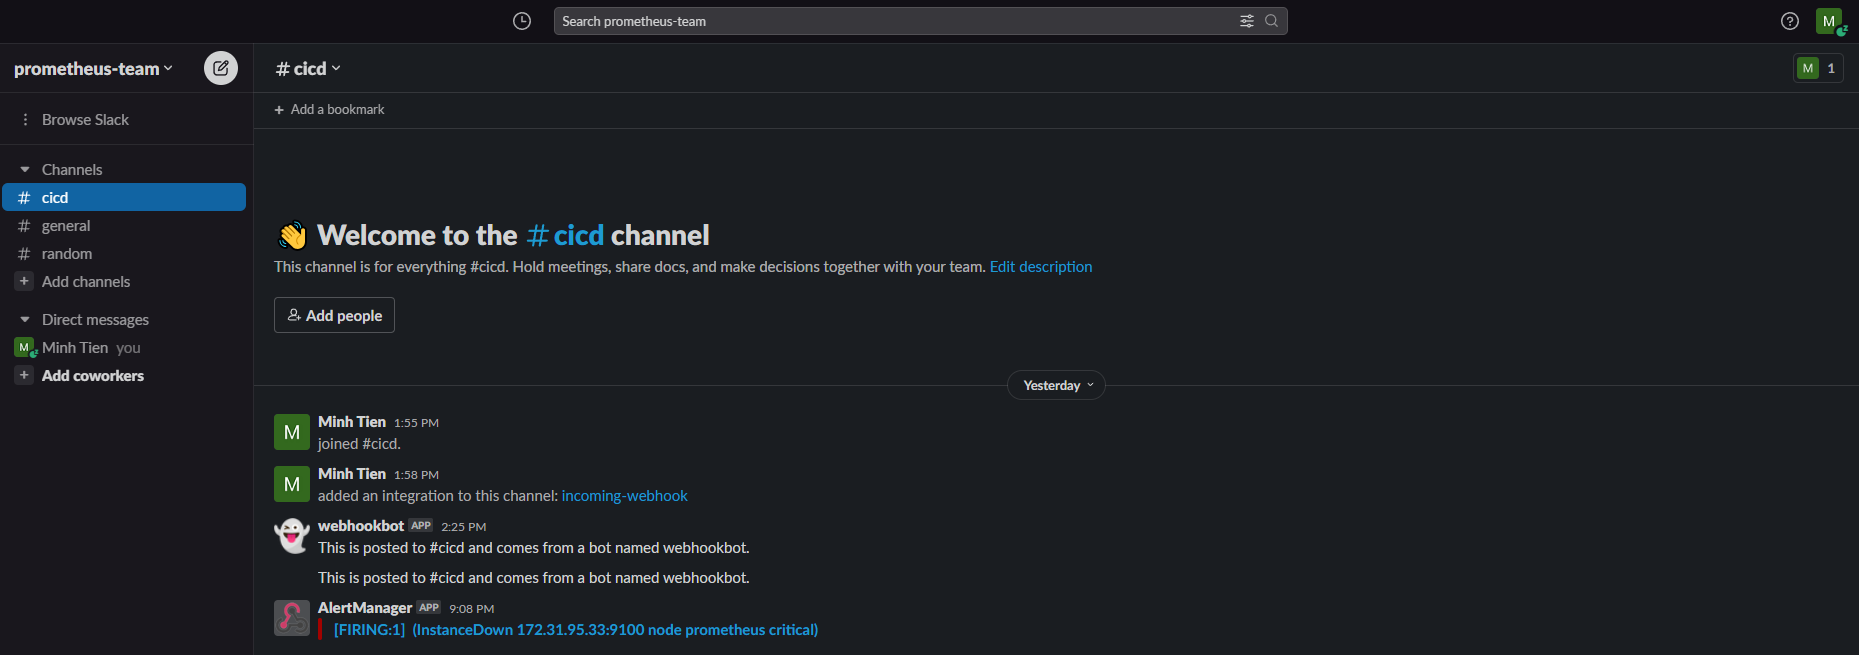 Search prometheus-team
M
prometheus-team
# cicd
M 1
+ Add a bookmark
Browse Slack
Channels
# cicd
# general
# random
+ Add channels
Direct messages
M Minh Tien you
+ Add coworkers
Welcome to the #cicd channel
This channel is for everything #cicd. Hold meetings, share docs, and make decisions together with your team. Edit description
Add people
Yesterday
M
Minh Tien 1:55 PM
joined #cicd.
M
Minh Tien 1:58 PM
added an integration to this channel: incoming-webhook
webhookbot APP 2:25 PM
This is posted to #cicd and comes from a bot named webhookbot.
This is posted to #cicd and comes from a bot named webhookbot.
AlertManager APP 9:08 PM
[FIRING:1] (InstanceDown 172.31.95.33:9100 node prometheus critical)